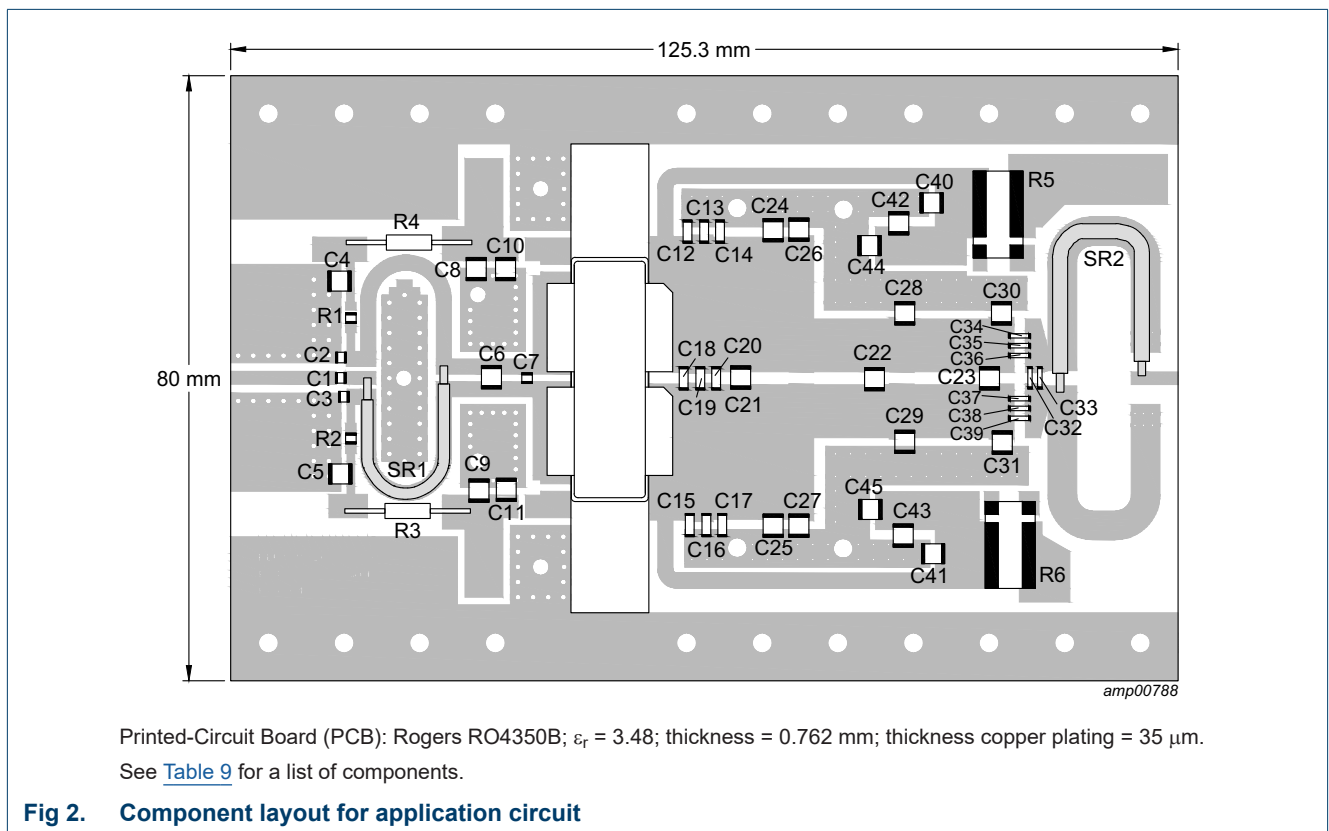 125.3 mm
C40
R5
C13
C24
C42
R4
C12
C14
C26
C44
C10
C8
C4
SR2
C28
C30
R1
C34
C35
C36
C2
C6
C7
C18
C20
C22
C23
80 mm
C1
C3
C19
C21
C37
C38
C39
C33
C32
R2
C29
C31
SR1
C5
C9
C11
C45
C43
C15
C17
C27
R3
C16
C25
C41
R6
amp00788
Printed-Circuit Board (PCB): Rogers RO4350B; εr = 3.48; thickness = 0.762 mm; thickness copper plating = 35 μm.
See Table 9 for a list of components.
Fig 2. Component layout for application circuit